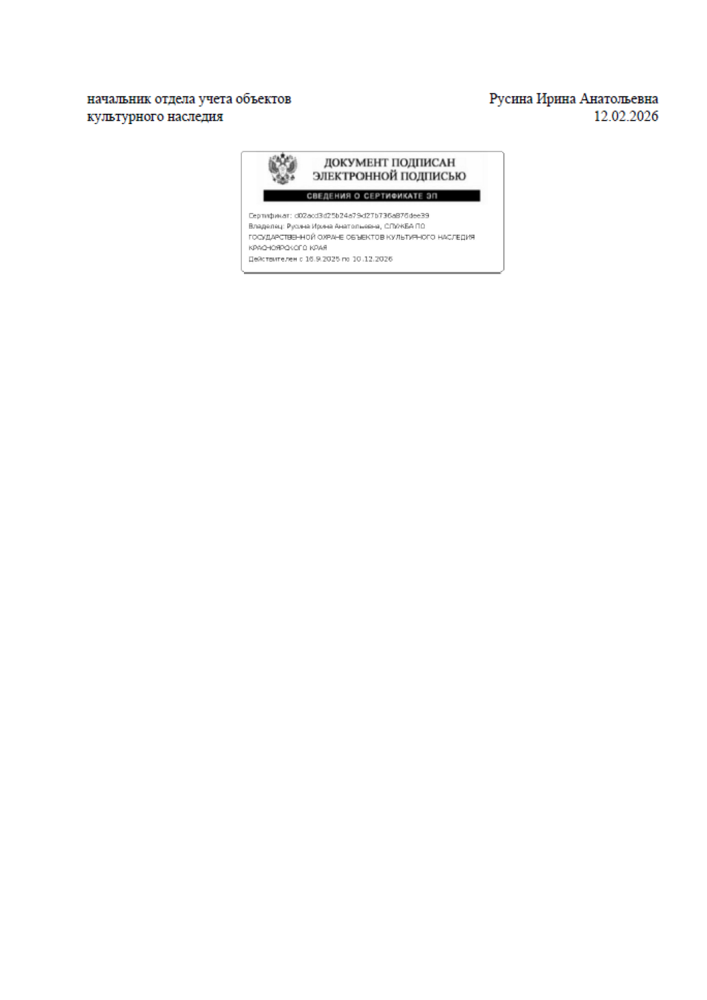 начальник отдела учета объектов
культурного наследия
Русина Ирина Анатольевна
12.02.2026
ДОКУМЕНТ ПОДПИСАН
ЭЛЕКТРОННОЙ ПОДПИСЬЮ
СВЕДЕНИЯ О СЕРТИФИКАТЕ ЭП
Сертификат: d02acd3d25b24a79d27b736a876dee39
Владелец: Русина Ирина Анатольевна, СЛУЖБА ПО
ГОСУДАРСТВЕННОЙ ОХРАНЕ ОБЪЕКТОВ КУЛЬТУРНОГО НАСЛЕДИЯ
КРАСНОЯРСКОГО КРАЯ
Действителен с 16.9.2025 по 10.12.2026